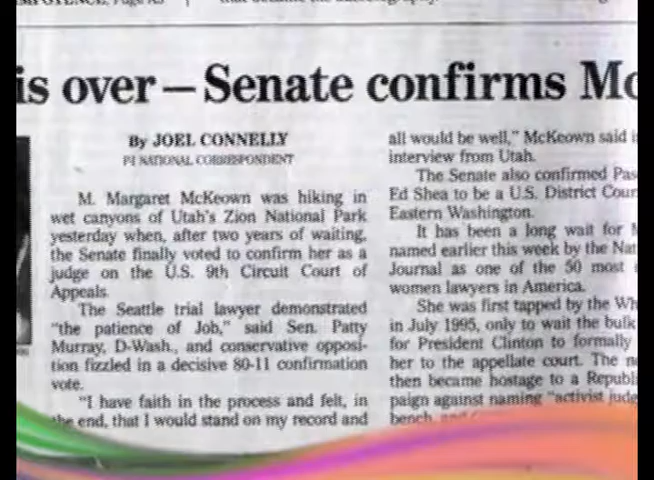 is over — Senate confirms
By JOEL CONNELLY
P-I NATIONAL CORRESPONDENT
M. Margaret McKeown was hiking in
wet canyons of Utah's Zion National Park
yesterday when, after two years of waiting,
the Senate finally voted to confirm her as a
judge on the U.S. 9th Circuit Court of
Appeals.
The Seattle trial lawyer demonstrated
"the patience of Job," said Sen. Patty
Murray, D-Wash., and conservative opposi-
tion fizzled in a decisive 80-11 confirmation
vote.
"I have faith in the process and felt, in
the end, that I would stand on my record and
all would be well," McKeown said
interview from Utah.
The Senate also confirmed
Ed Shea to be a U.S. District
Eastern Washington.
It has been a long wait for
named earlier this week by the
Journal as one of the 50 most
women lawyers in America.
She was first tapped by the
in July 1995, only to wait the bulk
for President Clinton to formally
her to the appellate court. The
then became hostage to a
paign against naming "activist
bench, and